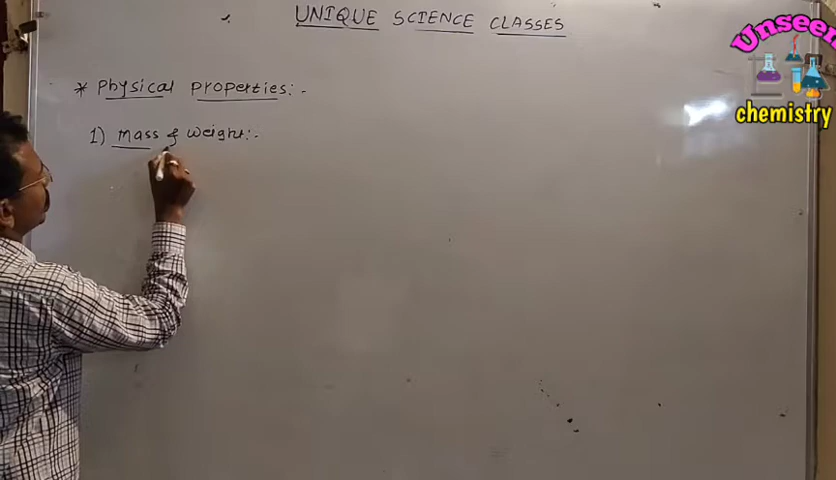 UNIQUE SCIENCE CLASSES
Unseen
chemistry
* Physical Properties:-
1) Mass & Weight:-